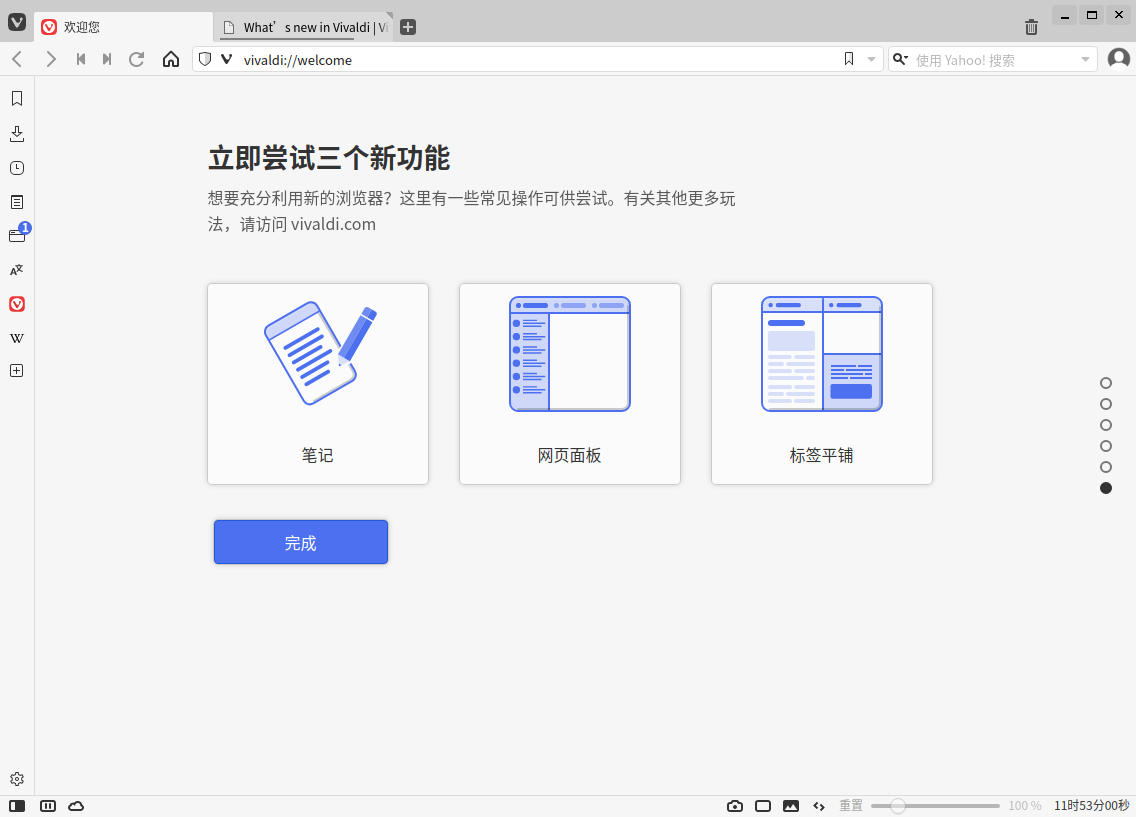 欢迎您
What’s new in Vivaldi | Vi
vivaldi://welcome
使用 Yahoo! 搜索
立即尝试三个新功能
想要充分利用新的浏览器？这里有一些常见操作可供尝试。有关其他更多玩
法，请访问 vivaldi.com
1
W
笔记
网页面板
标签平铺
完成
重置
100 %
11时53分00秒